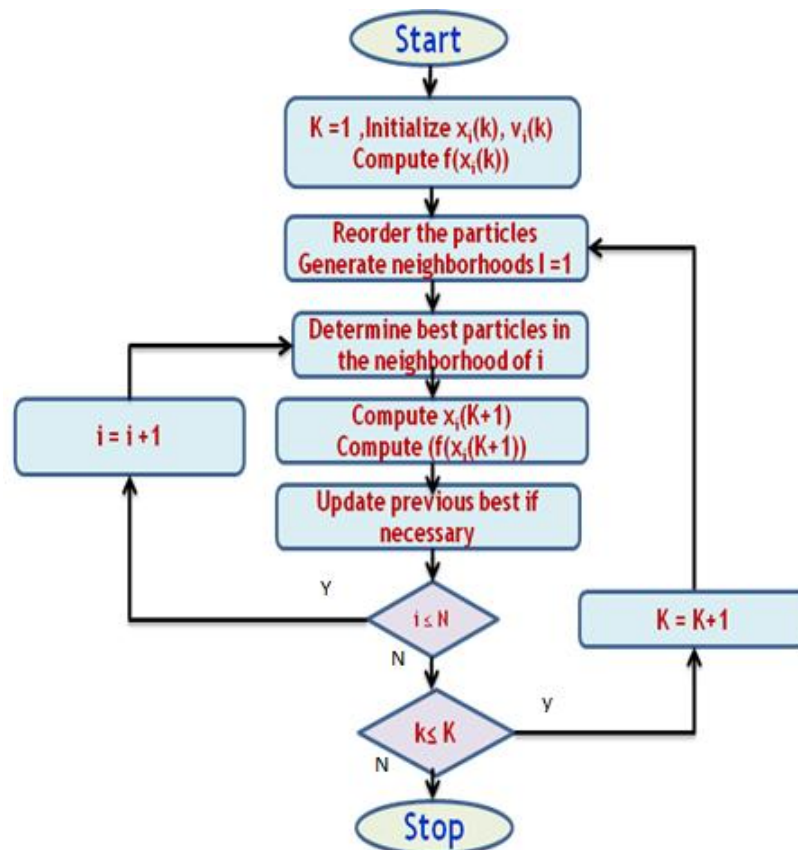 Start
K =1 ,Initialize xᵢ(k), vᵢ(k)
Compute f(xᵢ(k))
Reorder the particles
Generate neighborhoods I =1
Determine best particles in
the neighborhood of i
i = i +1
Compute xᵢ(K+1)
Compute (f(xᵢ(K+1))
Update previous best if
necessary
Y
i ≤ N
K = K+1
N
y
k≤ K
N
Stop